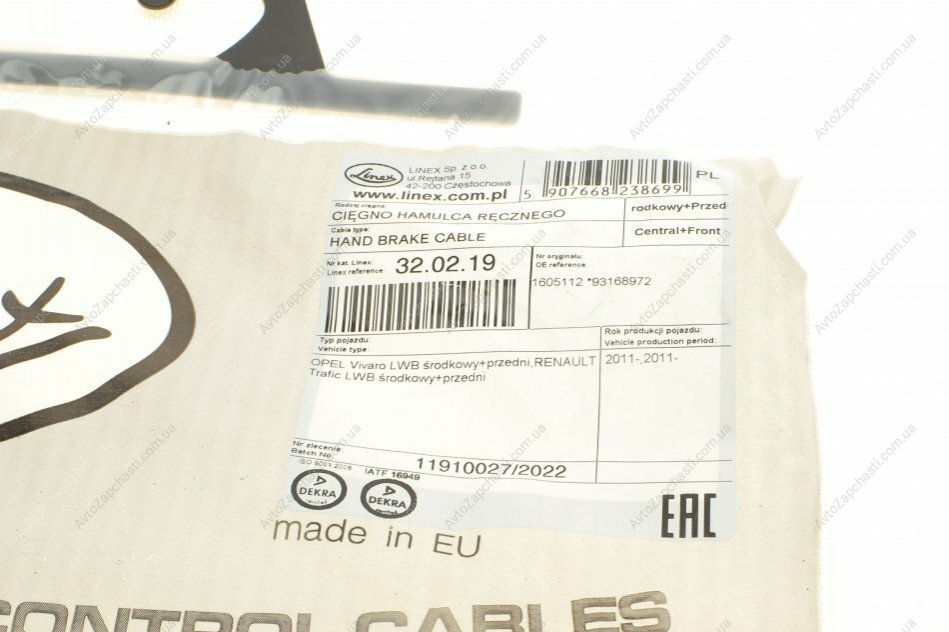 Linex
LINEX Sp. z o.o.
ul Rejtana 15
42-200 Częstochowa
www.linex.com.pl
5 907668 238699
PL
Rodzaj cięgna:
CIĘGNO HAMULCA RĘCZNEGO
rodkowy+Przed
Cable type:
HAND BRAKE CABLE
Central+Front
Nr kat. Linex:
Linex reference:
32.02.19
Nr oryginału:
OE reference:
1605112 *93168972
Typ pojazdu:
Vehicle type:
Rok produkcji pojazdu:
Vehicle production period:
OPEL Vivaro LWB środkowy+przedni,RENAULT
Trafic LWB środkowy+przedni
2011-,2011-
Nr zlecenia:
Batch No:
11910027/2022
ISO 9001:2008
IATF 16949
DEKRA
DEKRA
EAC
made in EU
CONTROL CABLES
AvtoZapchasti.com.ua